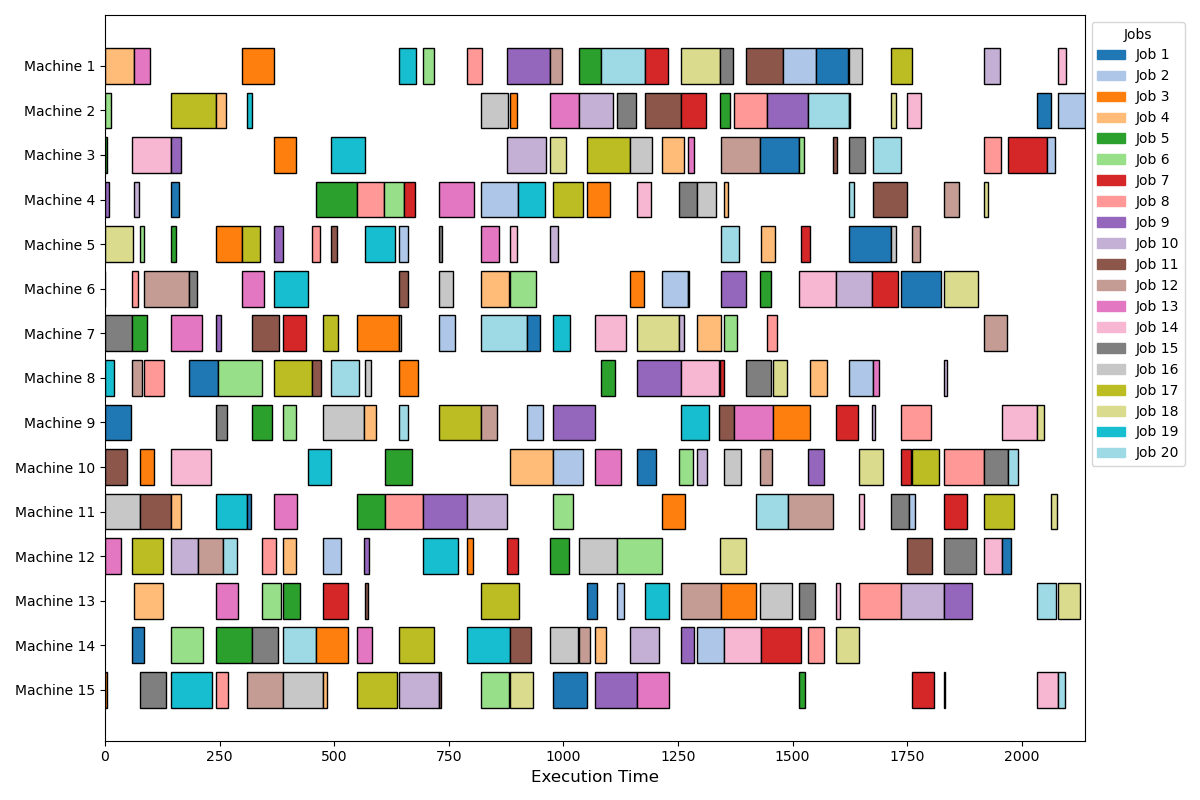 Machine 1
Machine 2
Machine 3
Machine 4
Machine 5
Machine 6
Machine 7
Machine 8
Machine 9
Machine 10
Machine 11
Machine 12
Machine 13
Machine 14
Machine 15
0 250 500 750 1000 1250 1500 1750 2000
Execution Time
Jobs
Job 1
Job 2
Job 3
Job 4
Job 5
Job 6
Job 7
Job 8
Job 9
Job 10
Job 11
Job 12
Job 13
Job 14
Job 15
Job 16
Job 17
Job 18
Job 19
Job 20